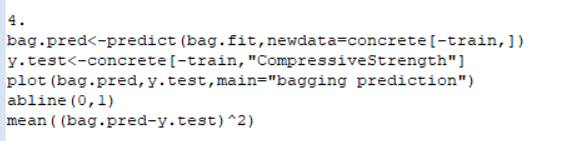 4.
bag.pred<-predict(bag.fit,newdata=concrete[-train,])
y.test<-concrete[-train,"CompressiveStrength"]
plot(bag.pred,y.test,main="bagging prediction")
abline(0,1)
mean((bag.pred-y.test)^2)